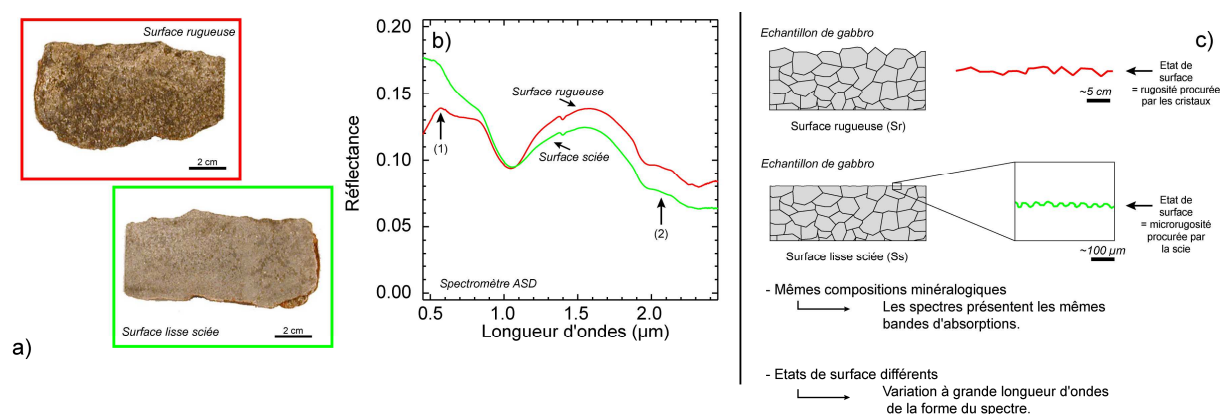 a)
Surface rugueuse
2 cm
Surface lisse sciée
2 cm
b)
Réflectance
0.20
0.15
0.10
0.05
0.00
Surface rugueuse
Surface sciée
(1)
(2)
Spectromètre ASD
0.5
1.0
1.5
2.0
Longueur d'ondes (µm)
c)
Echantillon de gabbro
Surface rugueuse (Sr)
~5 cm
Etat de
surface
= rugosité procurée
par les cristaux
Echantillon de gabbro
Surface lisse sciée (Ss)
~100 µm
Etat de
surface
= microrugosité
procurée par
la scie
- Mêmes compositions minéralogiques
Les spectres présentent les mêmes
bandes d'absorptions.
- Etats de surface différents
Variation à grande longueur d'ondes
de la forme du spectre.